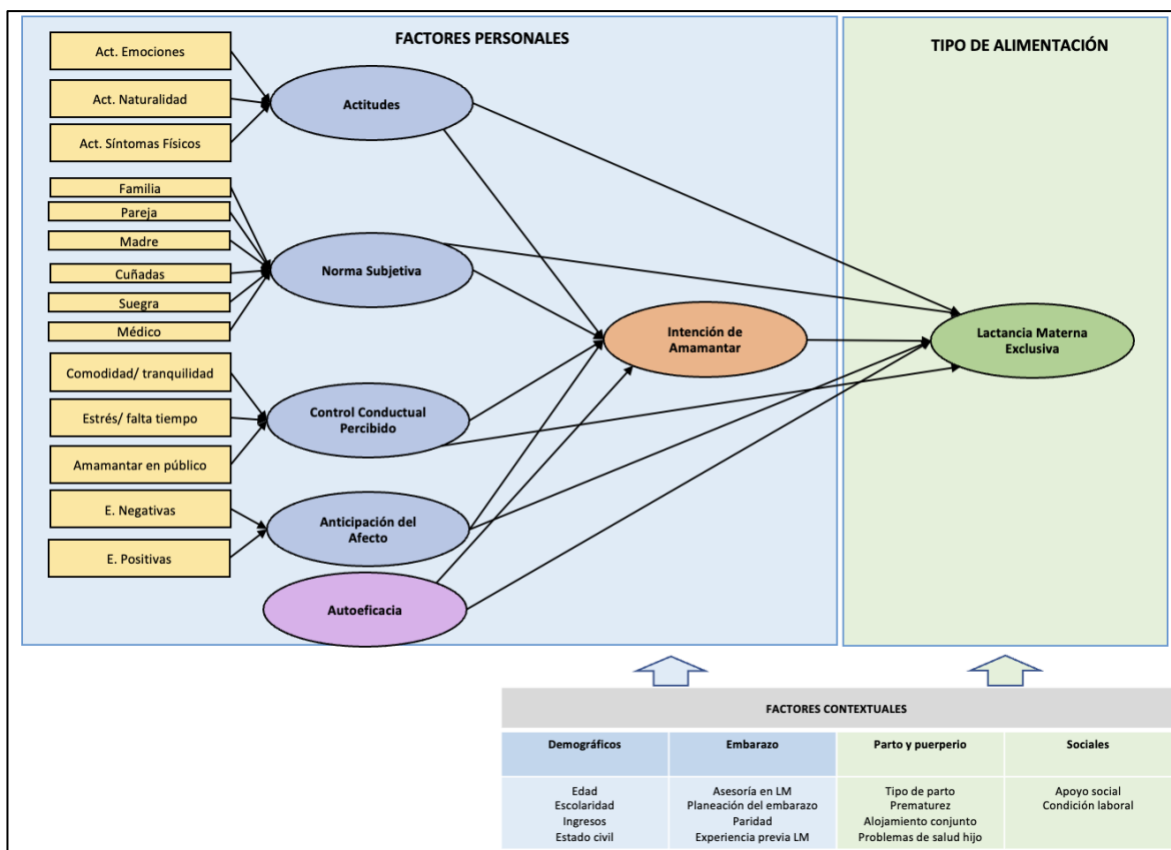 FACTORES PERSONALES
TIPO DE ALIMENTACIÓN
Act. Emociones
Act. Naturalidad
Act. Síntomas Físicos
Actitudes
Familia
Pareja
Madre
Cuñadas
Suegra
Médico
Norma Subjetiva
Intención de
Amamantar
Lactancia Materna
Exclusiva
Comodidad/ tranquilidad
Estrés/ falta tiempo
Amamantar en público
Control Conductual
Percibido
E. Negativas
E. Positivas
Anticipación del
Afecto
Autoeficacia
FACTORES CONTEXTUALES
Demográficos
Embarazo
Parto y puerperio
Sociales
Edad
Escolaridad
Ingresos
Estado civil
Asesoría en LM
Planeación del embarazo
Paridad
Experiencia previa LM
Tipo de parto
Prematurez
Alojamiento conjunto
Problemas de salud hijo
Apoyo social
Condición laboral